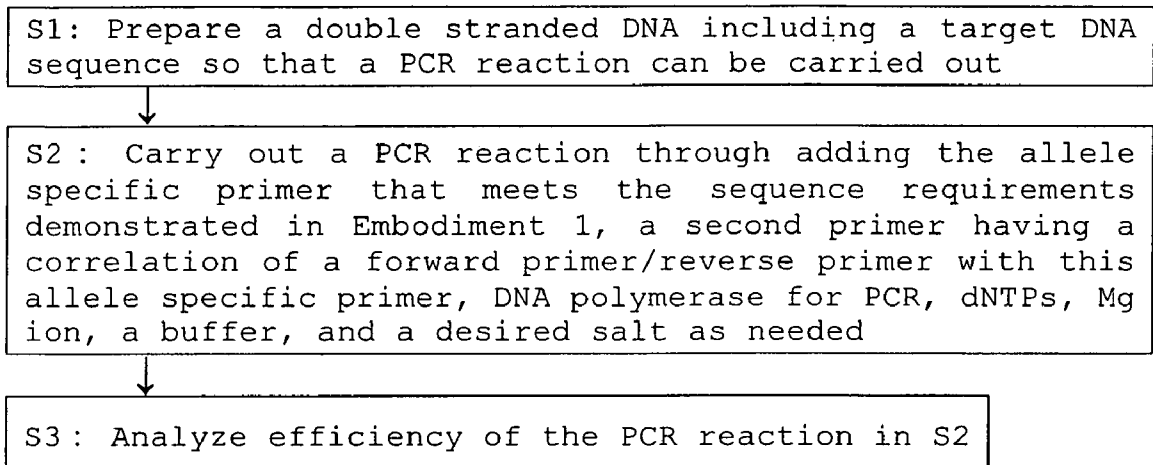 S1: Prepare a double stranded DNA including a target DNA
sequence so that a PCR reaction can be carried out
S2 : Carry out a PCR reaction through adding the allele
specific primer that meets the sequence requirements
demonstrated in Embodiment 1, a second primer having a
correlation of a forward primer/reverse primer with this
allele specific primer, DNA polymerase for PCR, dNTPs, Mg
ion, a buffer, and a desired salt as needed
S3 : Analyze efficiency of the PCR reaction in S2